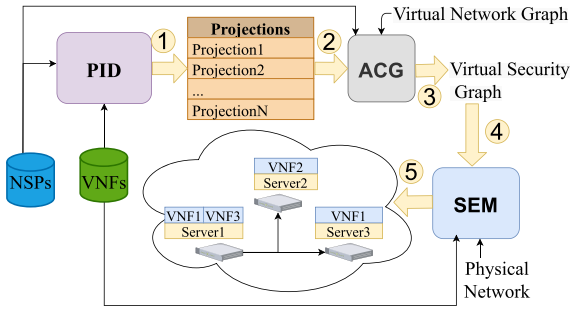 Virtual Network Graph
1
Projections
2
PID
Projection1
Projection2
...
ProjectionN
ACG
3
Virtual Security
Graph
4
NSPs
VNFs
VNF2
Server2
5
VNF1 VNF3
Server1
VNF1
Server3
SEM
Physical
Network